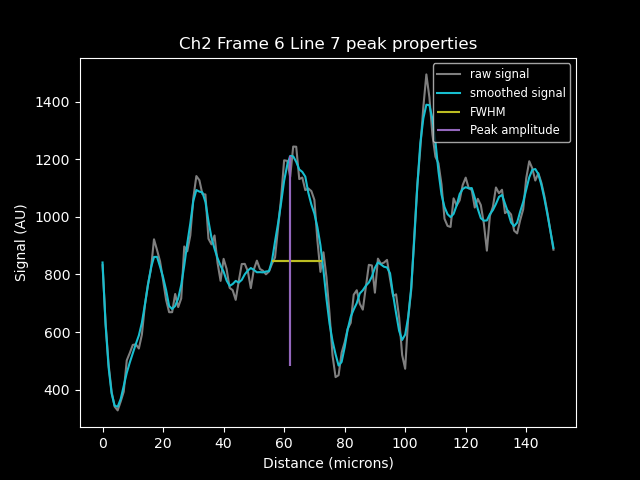 Ch2 Frame 6 Line 7 peak properties
raw signal
smoothed signal
FWHM
Peak amplitude
1400
1200
1000
800
600
400
Signal (AU)
0 20 40 60 80 100 120 140
Distance (microns)